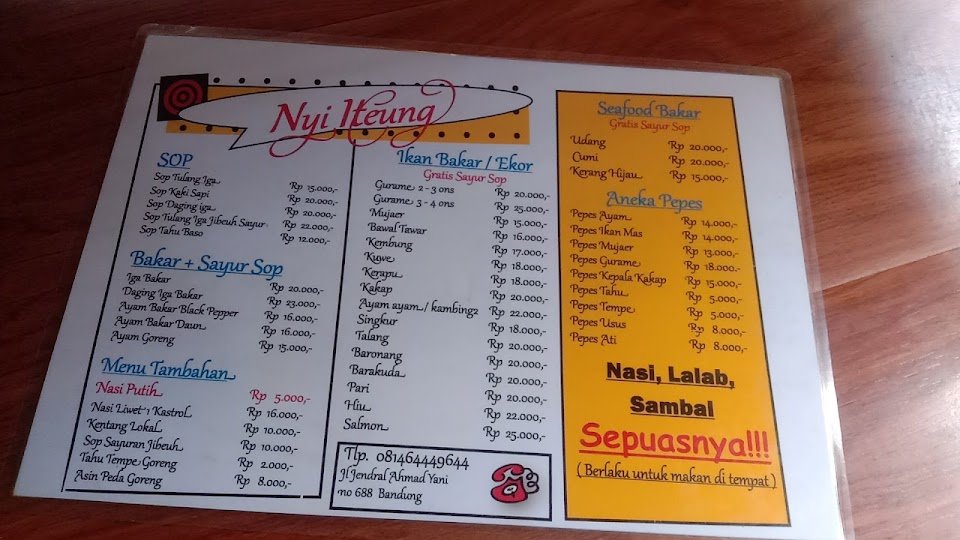 Nyi Iteung
SOP
Sop Tulang Iga Rp 15.000,-
Sop Kaki Sapi Rp 20.000,-
Sop Daging iga Rp 20.000,-
Sop Tulang Iga Jibeuh Sayur Rp 22.000,-
Sop Tahu Baso Rp 12.000,-
Bakar + Sayur Sop
Iga Bakar Rp 20.000,-
Daging Iga Bakar Rp 23.000,-
Ayam Bakar Black Pepper Rp 16.000,-
Ayam Bakar Daun Rp 16.000,-
Ayam Goreng Rp 15.000,-
Menu Tambahan
Nasi Putih Rp 5.000,-
Nasi Liwet 1 Kastrol Rp 16.000,-
Kentang Lokal Rp 10.000,-
Sop Sayuran Jibeuh Rp 10.000,-
Tahu Tempe Goreng Rp 2.000,-
Asin Peda Goreng Rp 8.000,-
Ikan Bakar / Ekor
Gratis Sayur Sop
Gurame 2 - 3 ons Rp 20.000,-
Gurame 3 - 4 ons Rp 25.000,-
Mujaer Rp 15.000,-
Bawal Tawar Rp 16.000,-
Kembung Rp 17.000,-
Kuwe Rp 18.000,-
Kerapu Rp 18.000,-
Kakap Rp 20.000,-
Ayam ayam / kambing2 Rp 22.000,-
Singkur Rp 18.000,-
Talang Rp 20.000,-
Baronang Rp 20.000,-
Barakuda Rp 20.000,-
Pari Rp 20.000,-
Hiu Rp 22.000,-
Salmon Rp 25.000,-
Tlp. 081464449644
Jl Jendral Ahmad Yani
no 688 Bandung
Seafood Bakar
Gratis Sayur Sop
Udang Rp 20.000,-
Cumi Rp 20.000,-
Kerang Hijau Rp 15.000,-
Aneka Pepes
Pepes Ayam Rp 14.000,-
Pepes Ikan Mas Rp 14.000,-
Pepes Mujaer Rp 13.000,-
Pepes Gurame Rp 18.000,-
Pepes Kepala Kakap Rp 15.000,-
Pepes Tahu Rp 5.000,-
Pepes Tempe Rp 5.000,-
Pepes Usus Rp 8.000,-
Pepes Ati Rp 8.000,-
Nasi, Lalab,
Sambal
Sepuasnya!!!
( Berlaku untuk makan di tempat )